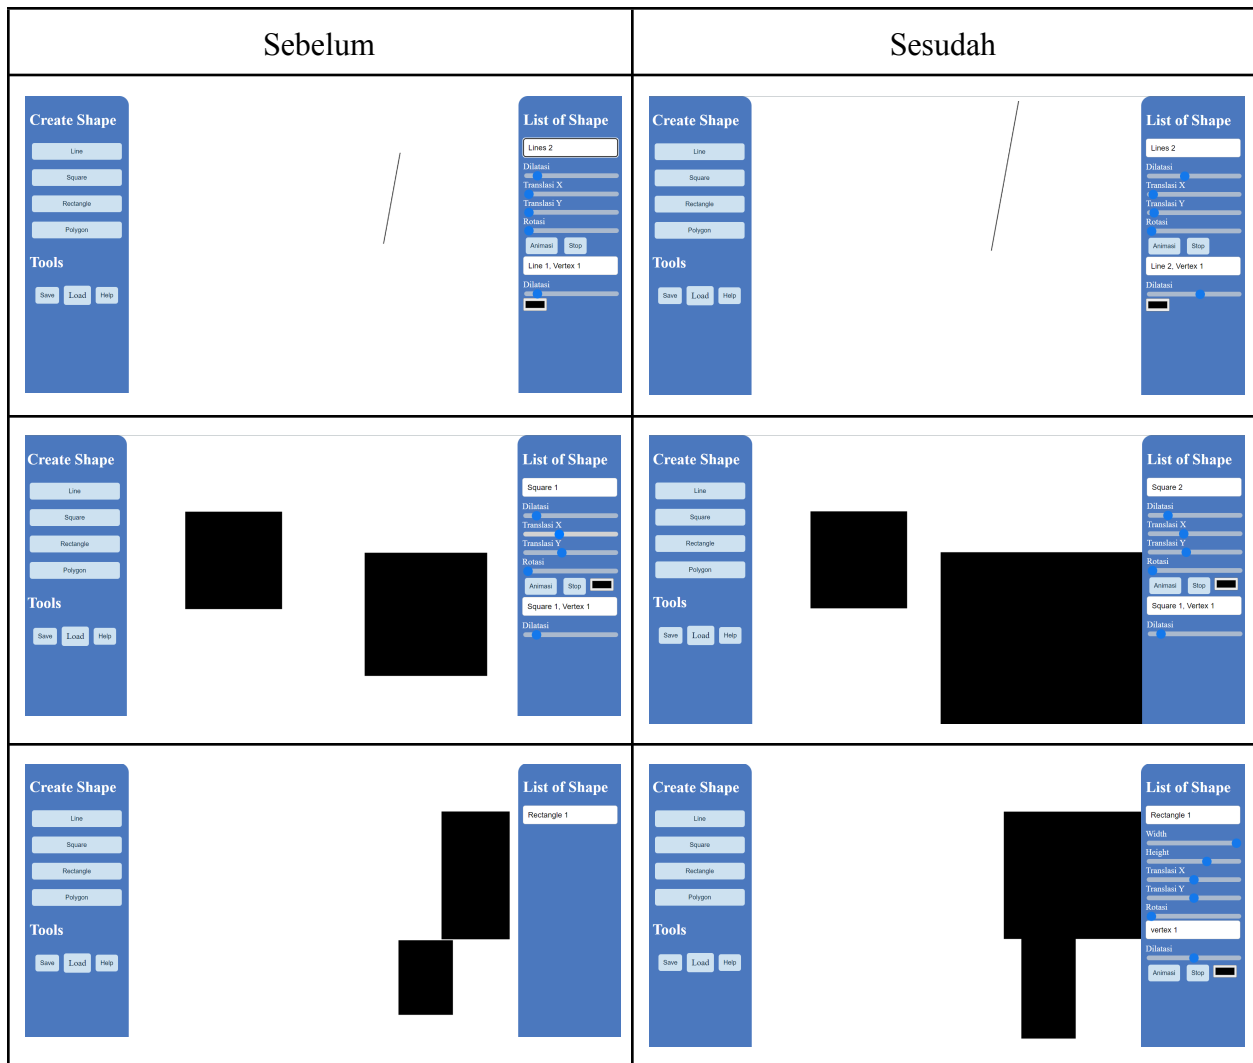 Sebelum
Sesudah
Create Shape
Line
Square
Rectangle
Polygon
Tools
Save Load Help
List of Shape
Lines 2
Dilatasi
Translasi X
Translasi Y
Rotasi
Animasi Stop
Line 1, Vertex 1
Dilatasi
Create Shape
Line
Square
Rectangle
Polygon
Tools
Save Load Help
List of Shape
Lines 2
Dilatasi
Translasi X
Translasi Y
Rotasi
Animasi Stop
Line 2, Vertex 1
Dilatasi
Create Shape
Line
Square
Rectangle
Polygon
Tools
Save Load Help
List of Shape
Square 1
Dilatasi
Translasi X
Translasi Y
Rotasi
Animasi Stop
Square 1, Vertex 1
Dilatasi
Create Shape
Line
Square
Rectangle
Polygon
Tools
Save Load Help
List of Shape
Square 2
Dilatasi
Translasi X
Translasi Y
Rotasi
Animasi Stop
Square 1, Vertex 1
Dilatasi
Create Shape
Line
Square
Rectangle
Polygon
Tools
Save Load Help
List of Shape
Rectangle 1
Create Shape
Line
Square
Rectangle
Polygon
Tools
Save Load Help
List of Shape
Rectangle 1
Width
Height
Translasi X
Translasi Y
Rotasi
vertex 1
Dilatasi
Animasi Stop